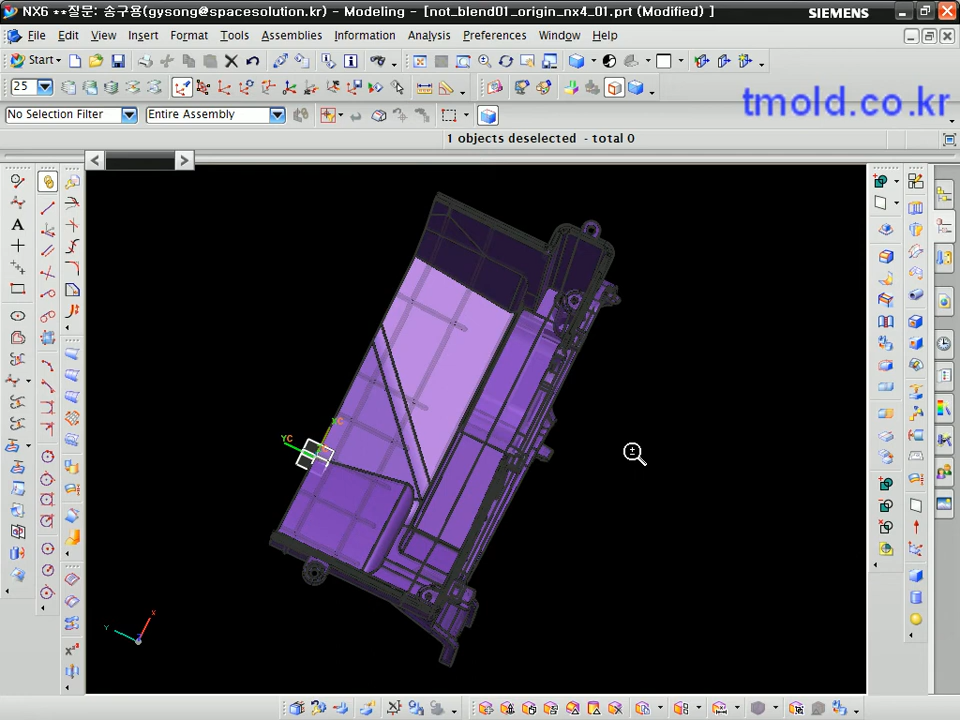 NX6 **질문: 송구용(gysong@spacesolution.kr) - Modeling - [not_blend01_origin_nx4_01.prt (Modified) ]
SIEMENS
File Edit View Insert Format Tools Assemblies Information Analysis Preferences Window Help
Start
25
tmold.co.kr
No Selection Filter
Entire Assembly
1 objects deselected - total 0
A
XC
YC
X
Y